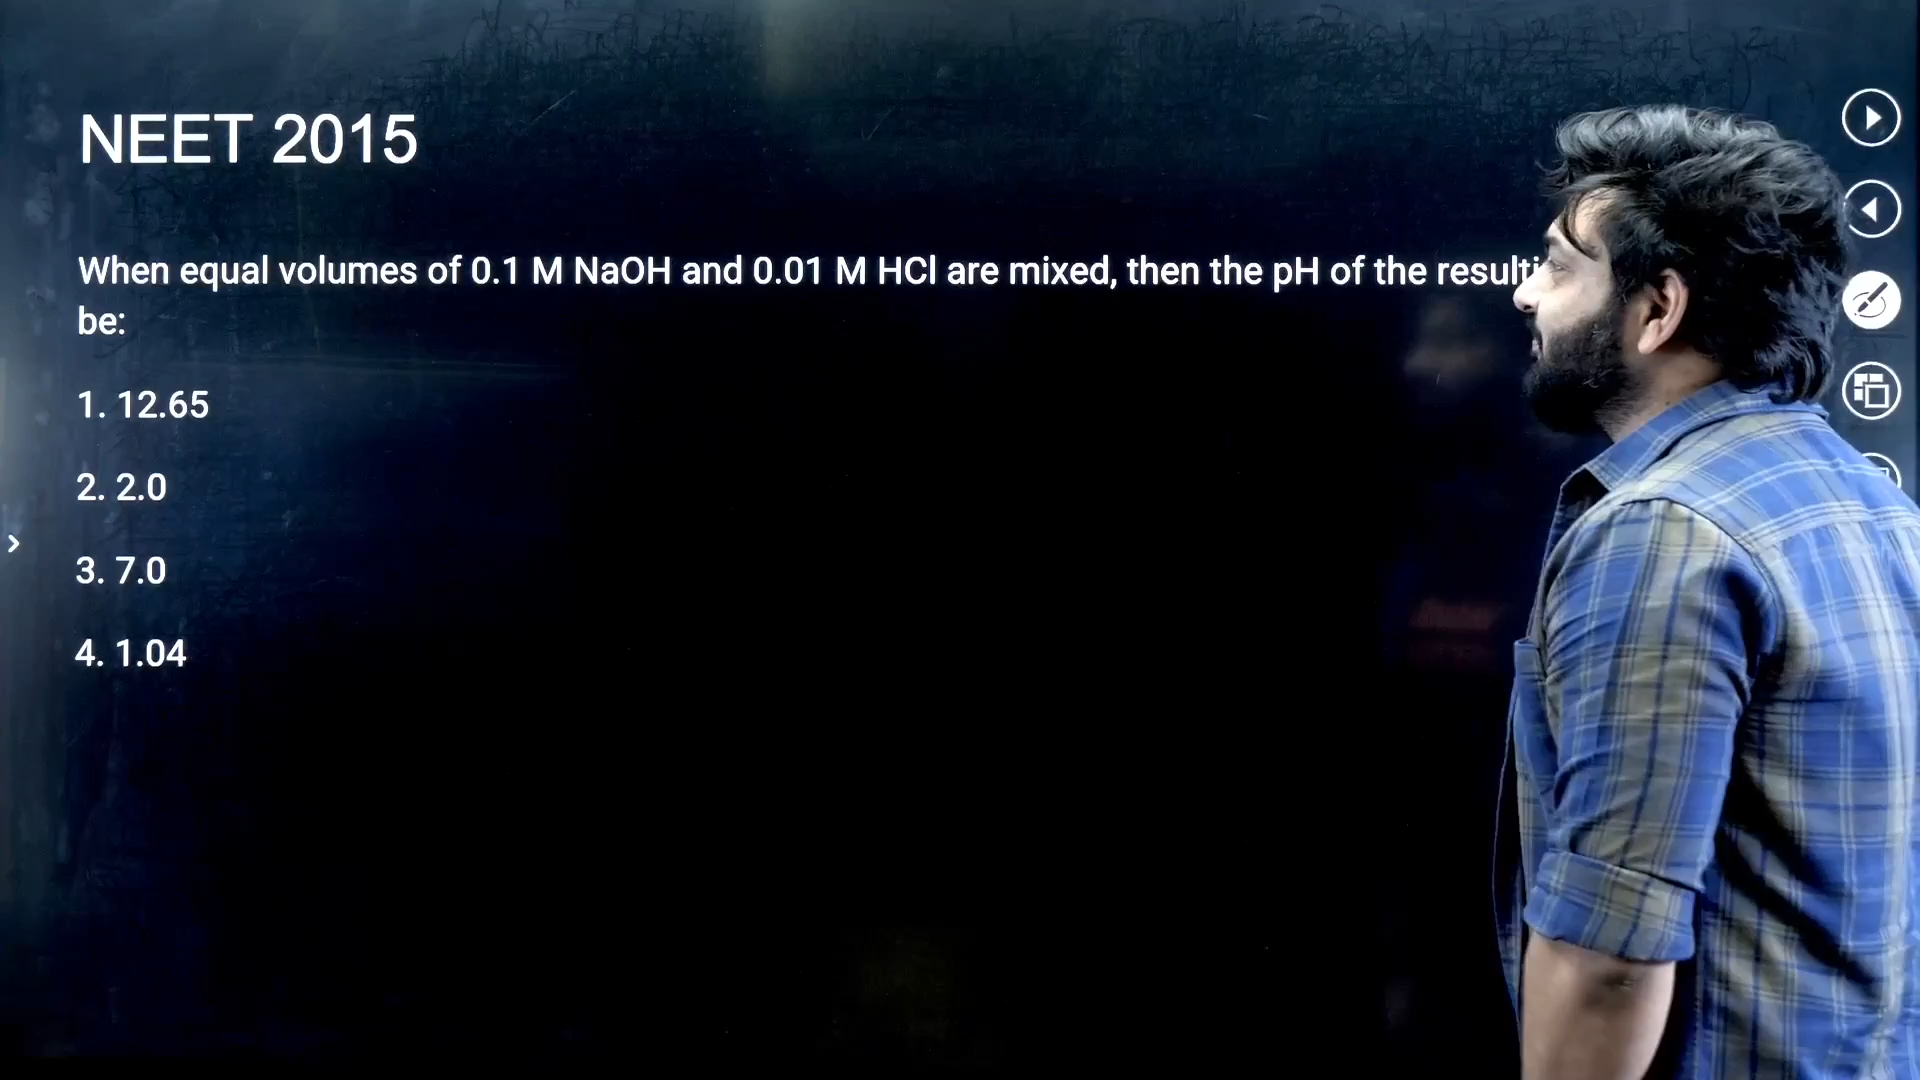 NEET 2015
When equal volumes of 0.1 M NaOH and 0.01 M HCl are mixed, then the pH of the
be:
1. 12.65
2. 2.0
3. 7.0
4. 1.04